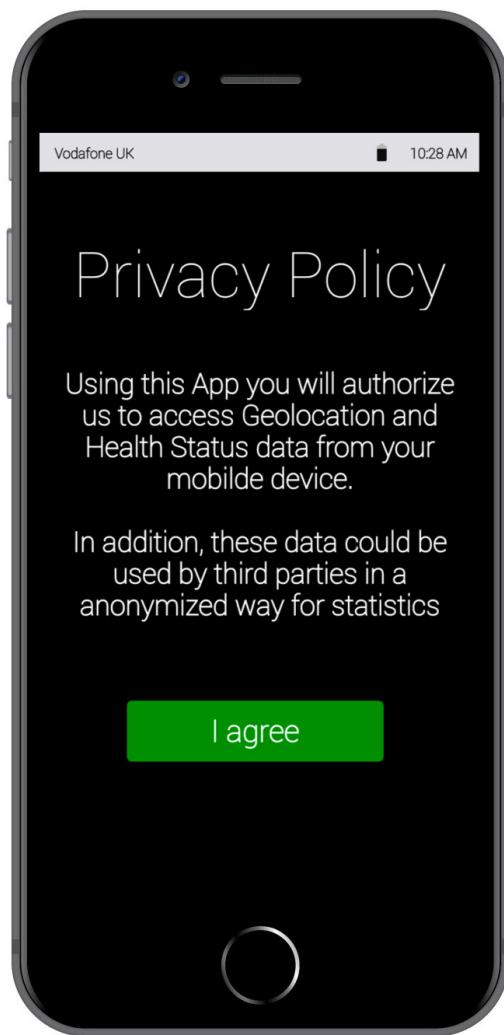 Vodafone UK 10:28 AM
Privacy Policy
Using this App you will authorize
us to access Geolocation and
Health Status data from your
mobilde device.
In addition, these data could be
used by third parties in a
anonymized way for statistics
I agree